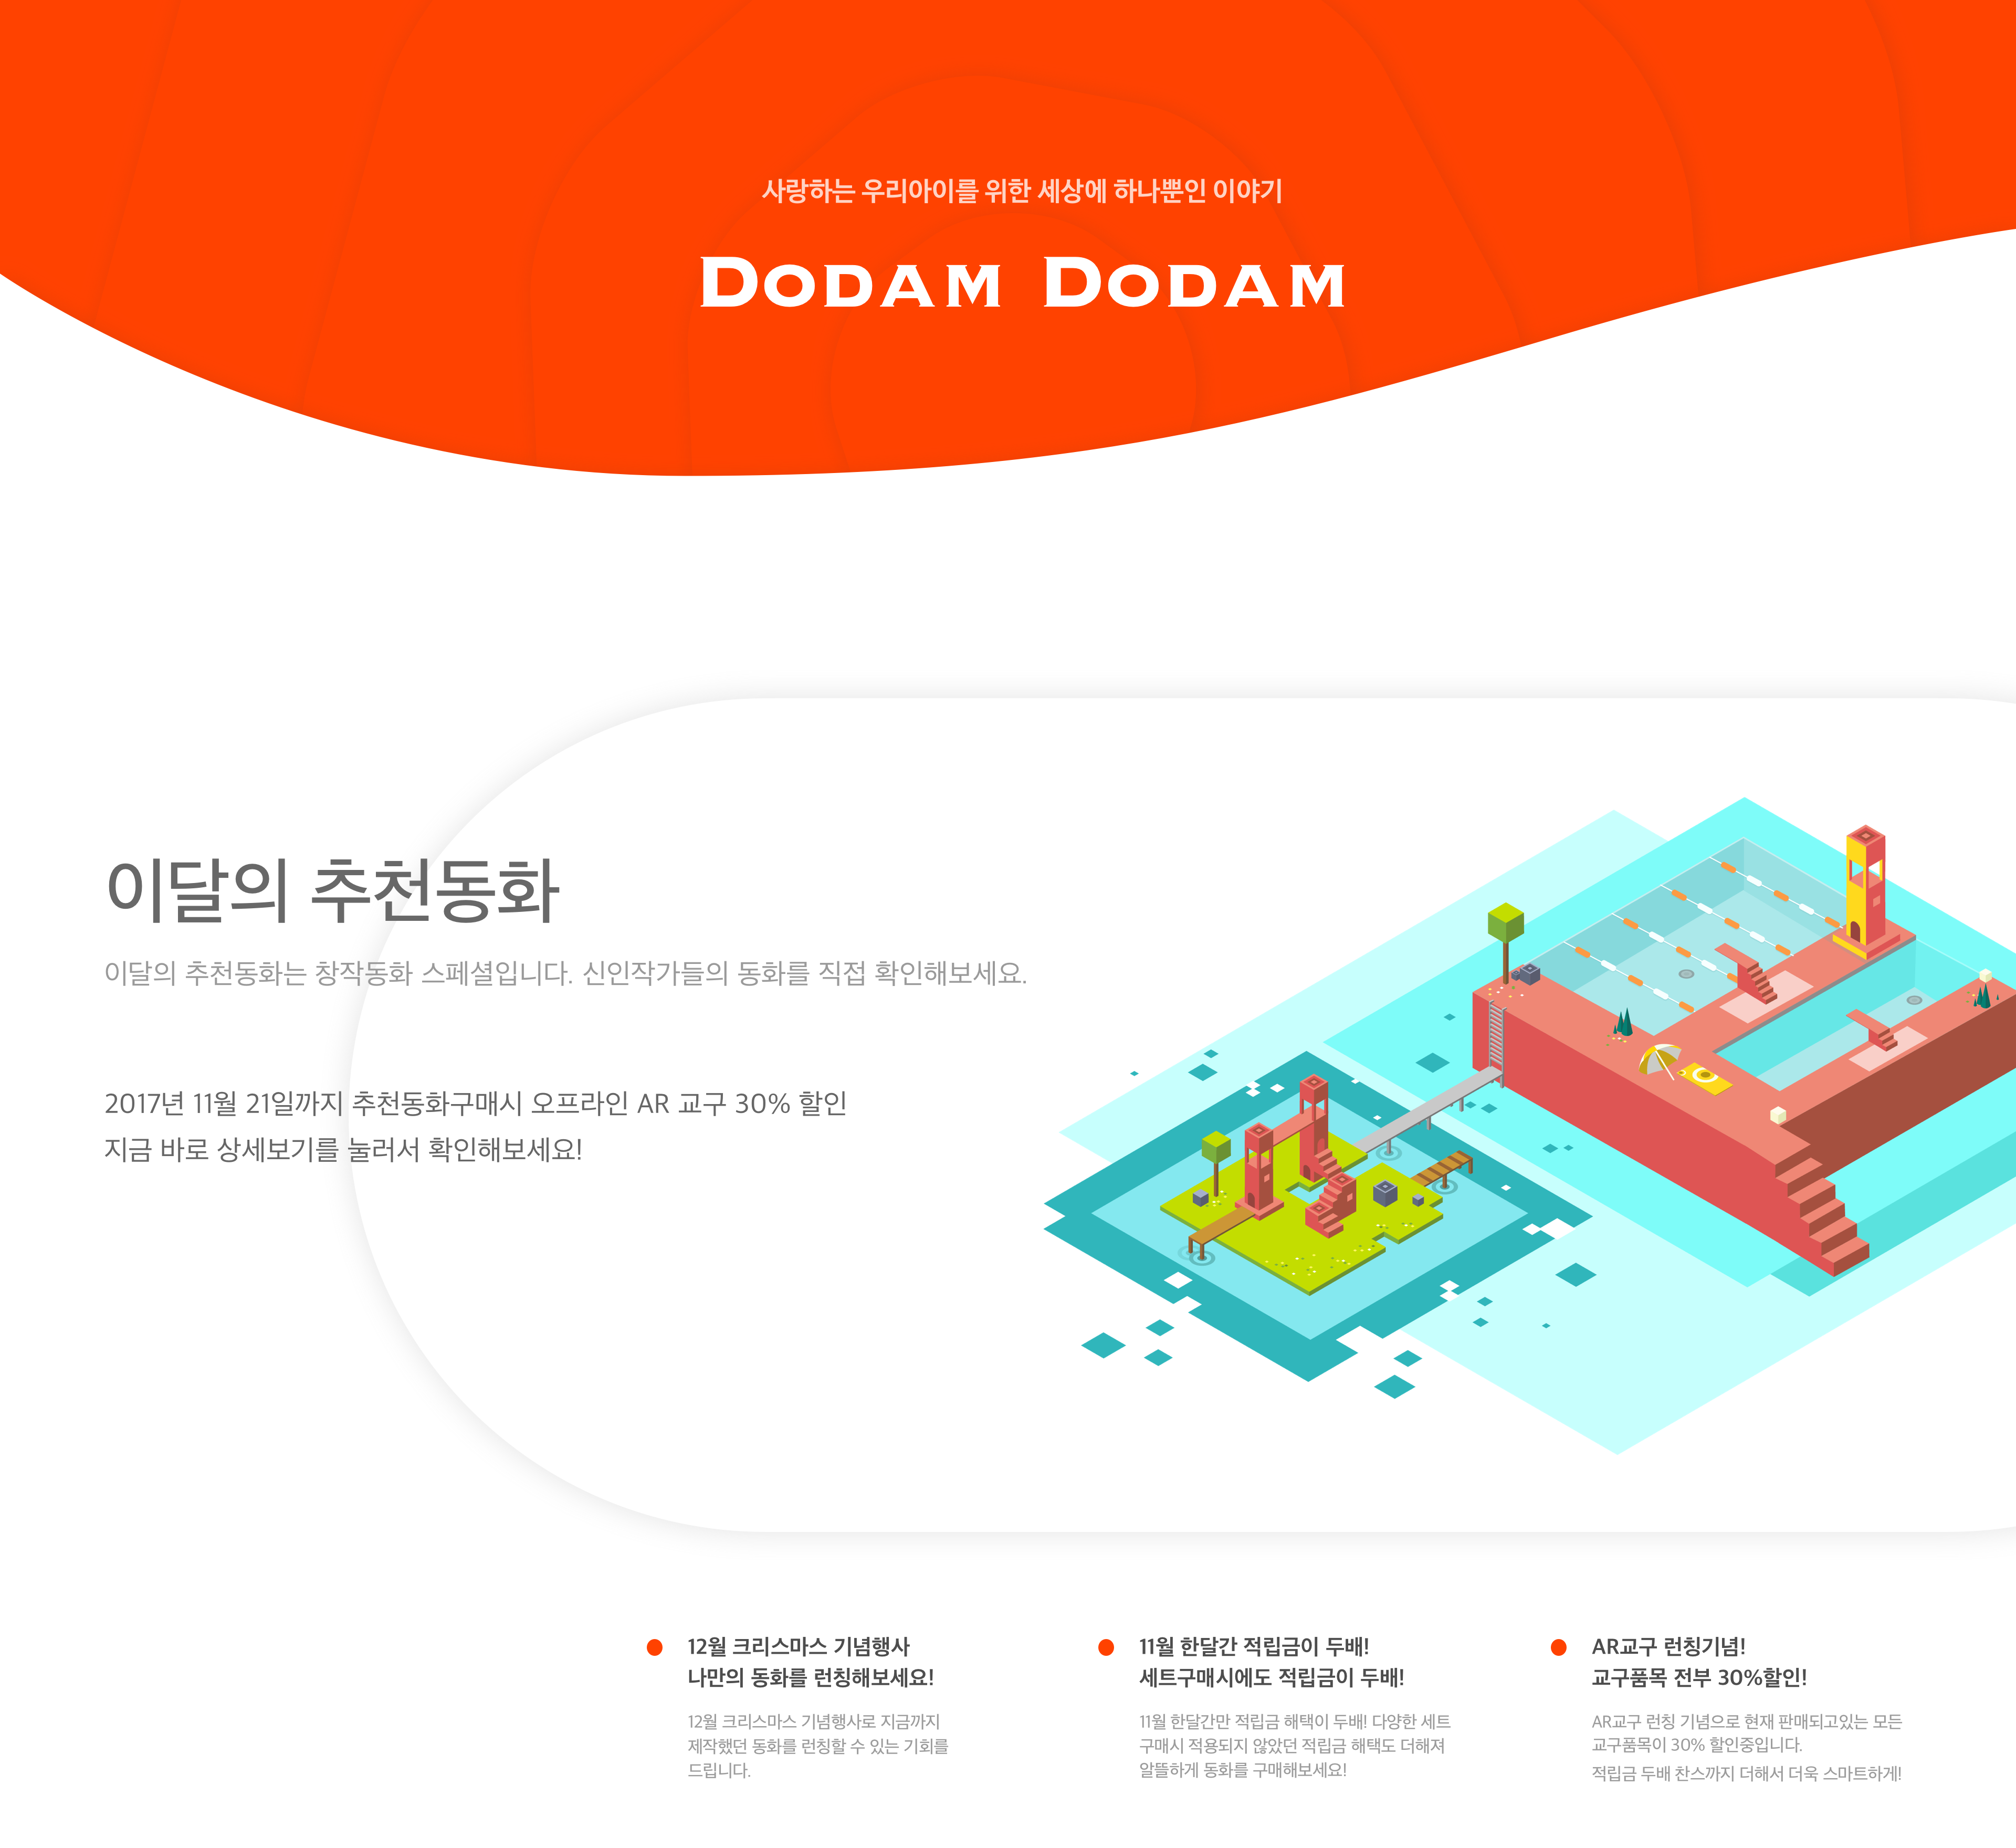 사랑하는 우리아이를 위한 세상에 하나뿐인 이야기
DODAM DODAM
이달의 추천동화
이달의 추천동화는 창작동화 스페셜입니다. 신인작가들의 동화를 직접 확인해보세요.
2017년 11월 21일까지 추천동화구매시 오프라인 AR 교구 30% 할인
지금 바로 상세보기를 눌러서 확인해보세요!
12월 크리스마스 기념행사
나만의 동화를 런칭해보세요!
12월 크리스마스 기념행사로 지금까지
제작했던 동화를 런칭할 수 있는 기회를
드립니다.
11월 한달간 적립금이 두배!
세트구매시에도 적립금이 두배!
11월 한달간만 적립금 해택이 두배! 다양한 세트
구매시 적용되지 않았던 적립금 해택도 더해져
알뜰하게 동화를 구매해보세요!
AR교구 런칭기념!
교구품목 전부 30%할인!
AR교구 런칭 기념으로 현재 판매되고있는 모든
교구품목이 30% 할인중입니다.
적립금 두배 찬스까지 더해서 더욱 스마트하게!